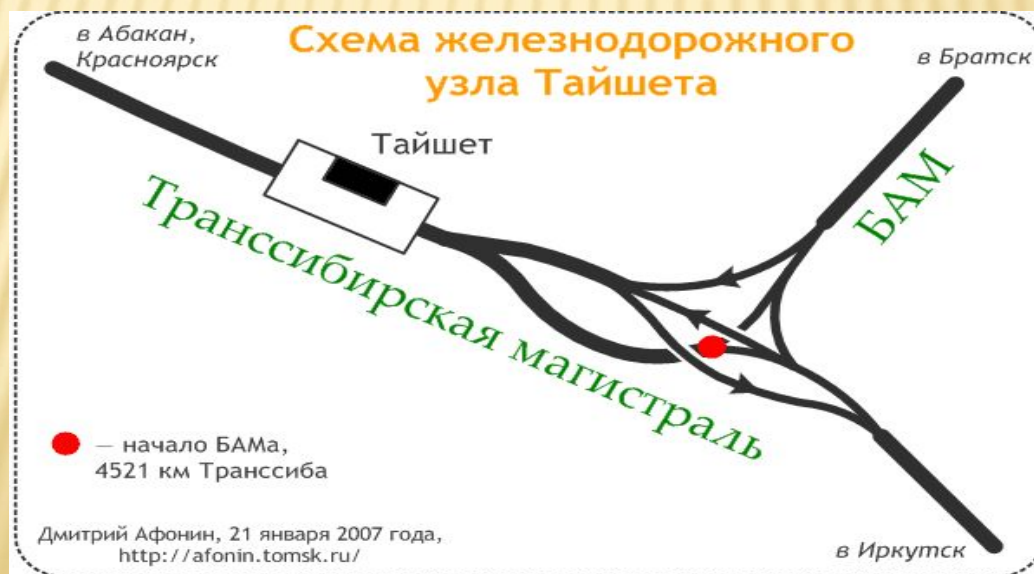 в Абакан,
Красноярск
Схема железнодорожного
узла Тайшета
в Братск
Тайшет
БАМ
Транссибирская магистраль
– начало БАМа,
4521 км Транссиба
Дмитрий Афонин, 21 января 2007 года,
http://afonin.tomsk.ru/
в Иркутск